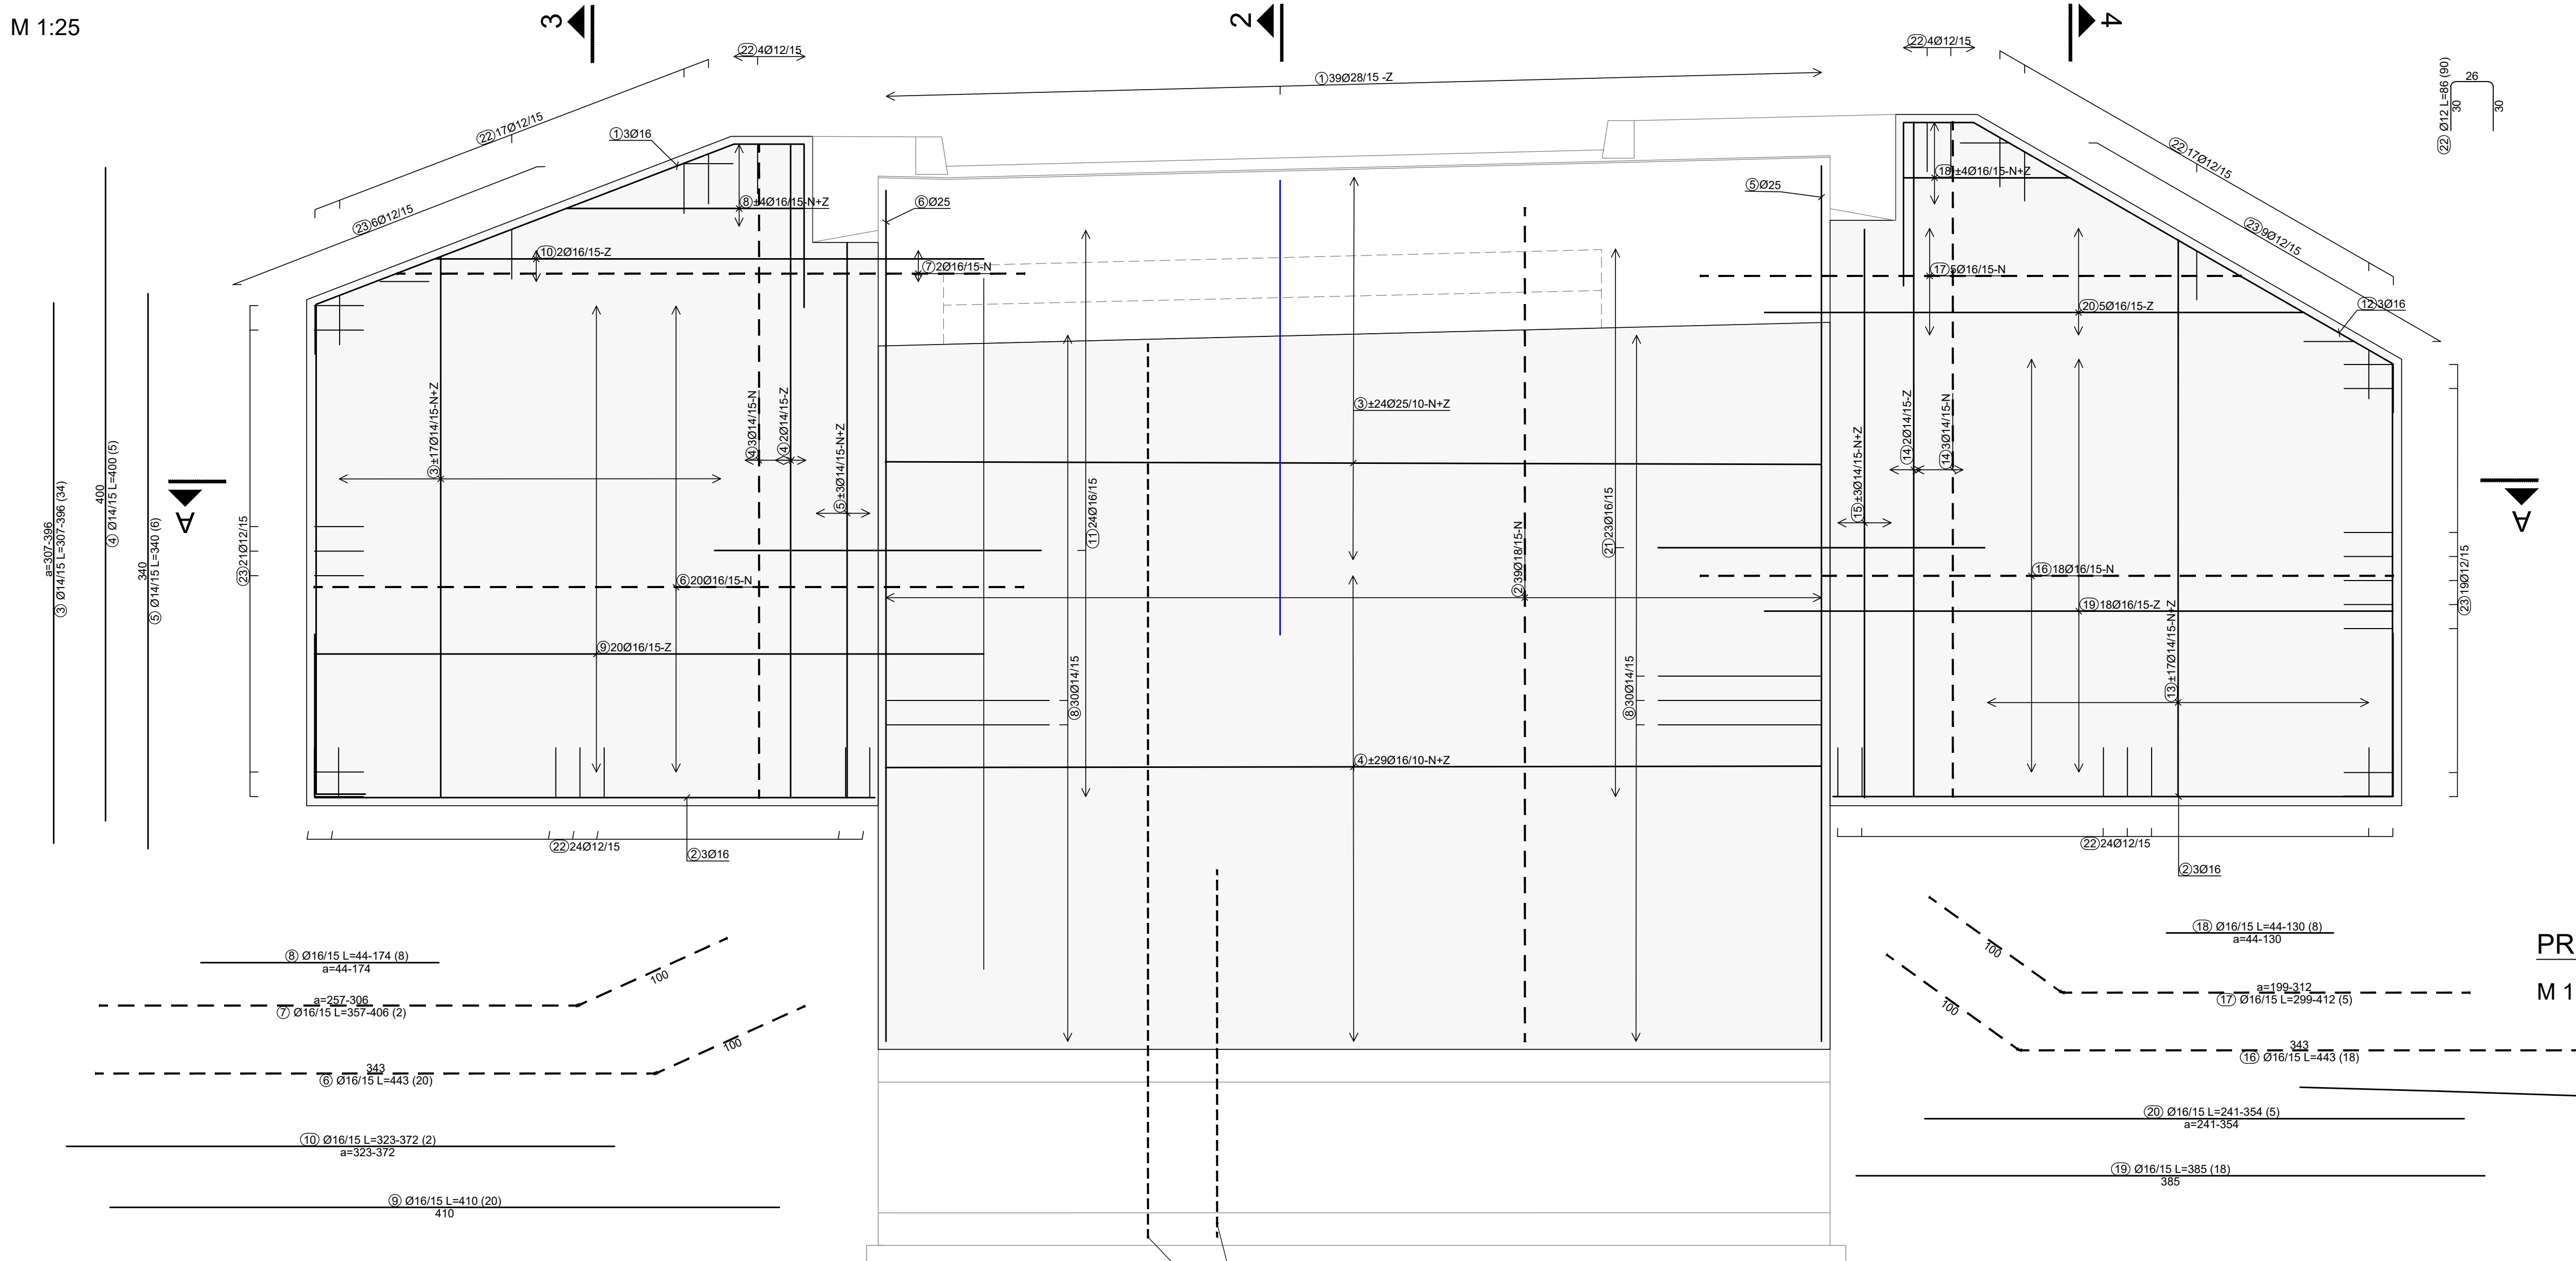 M 1:25
3
2
4
(22)4Ø12/15
(22)4Ø12/15
(1)39Ø28/15 -Z
(22) Ø12 L=86 (90)
26
30
30
(22)17Ø12/15
(1)3Ø16
(22)17Ø12/15
(8)±4Ø16/15-N+Z
(18)±4Ø16/15-N+Z
(5)Ø25
(6)Ø25
(23)6Ø12/15
(23)9Ø12/15
(10)2Ø16/15-Z
(7)2Ø16/15-N
(17)5Ø16/15-N
(20)5Ø16/15-Z
(12)3Ø16
(3)±17Ø14/15-N+Z
(4)3Ø14/15-N
(4)2Ø14/15-Z
(5)±3Ø14/15-N+Z
(3)±24Ø25/10-N+Z
(15)±3Ø14/15-N+Z
(14)2Ø14/15-Z
(14)3Ø14/15-N
a=307-396
(3) Ø14/15 L=307-396 (34)
400
(4) Ø14/15 L=400 (5)
340
(5) Ø14/15 L=340 (6)
A
A
(23)21Ø12/15
(11)24Ø16/15
(2)39Ø18/15-N
(21)23Ø16/15
(6)20Ø16/15-N
(16)18Ø16/15-N
(23)19Ø12/15
(9)20Ø16/15-Z
(19)18Ø16/15-Z
(13)±17Ø14/15-N+Z
(8)30Ø14/15
(8)30Ø14/15
(4)±29Ø16/10-N+Z
(22)24Ø12/15
(2)3Ø16
(22)24Ø12/15
(2)3Ø16
(8) Ø16/15 L=44-174 (8)
a=44-174
a=257-306
(7) Ø16/15 L=357-406 (2)
100
343
(6) Ø16/15 L=443 (20)
100
(10) Ø16/15 L=323-372 (2)
a=323-372
(9) Ø16/15 L=410 (20)
410
(18) Ø16/15 L=44-130 (8)
a=44-130
100
a=199-312
(17) Ø16/15 L=299-412 (5)
100
343
(16) Ø16/15 L=443 (18)
(20) Ø16/15 L=241-354 (5)
a=241-354
(19) Ø16/15 L=385 (18)
385
PR
M 1